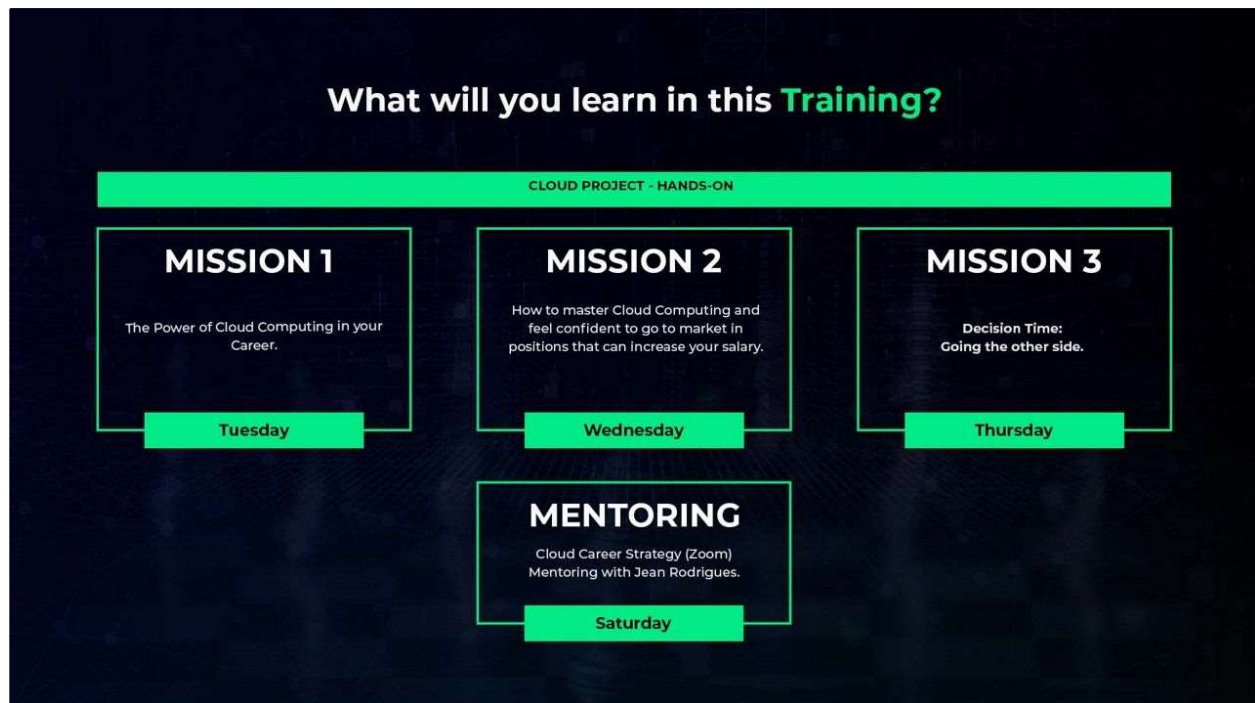 What will you learn in this Training?
CLOUD PROJECT - HANDS-ON
MISSION 1
The Power of Cloud Computing in your
Career.
Tuesday
MISSION 2
How to master Cloud Computing and
feel confident to go to market in
positions that can increase your salary.
Wednesday
MISSION 3
Decision Time:
Going the other side.
Thursday
MENTORING
Cloud Career Strategy (Zoom)
Mentoring with Jean Rodrigues.
Saturday